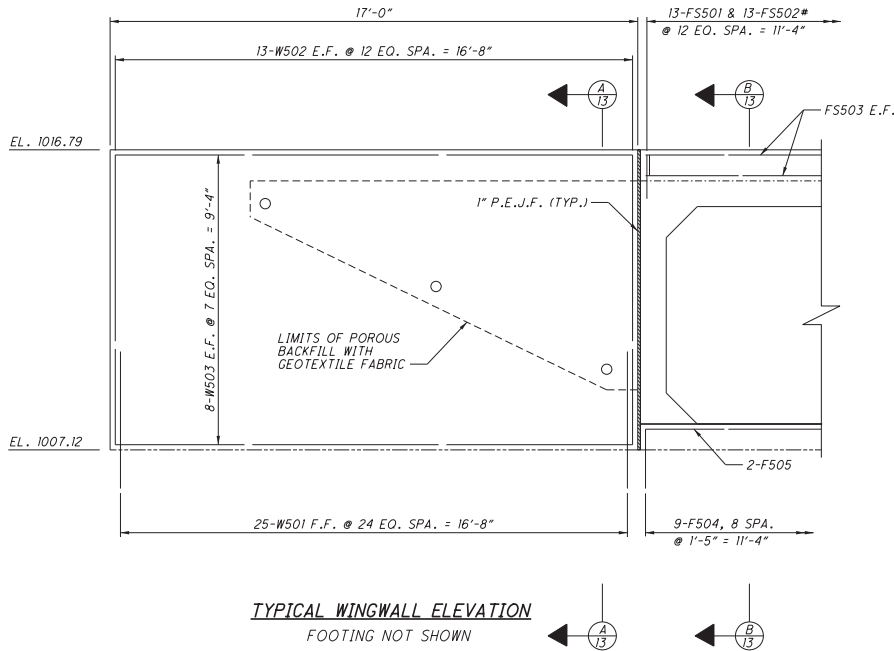 17'-0"
13-FS501 & 13-FS502#
@ 12 EQ. SPA. = 11'-4"
13-W502 E.F. @ 12 EQ. SPA. = 16'-8"
A
13
B
13
FS503 E.F.
EL. 1016.79
1" P.E.J.F. (TYP.)
8-W503 E.F. @ 7 EQ. SPA. = 9'-4"
LIMITS OF POROUS
BACKFILL WITH
GEOTEXTILE FABRIC
EL. 1007.12
2-F505
25-W501 F.F. @ 24 EQ. SPA. = 16'-8"
9-F504, 8 SPA.
@ 1'-5" = 11'-4"
TYPICAL WINGWALL ELEVATION
FOOTING NOT SHOWN
A
13
B
13